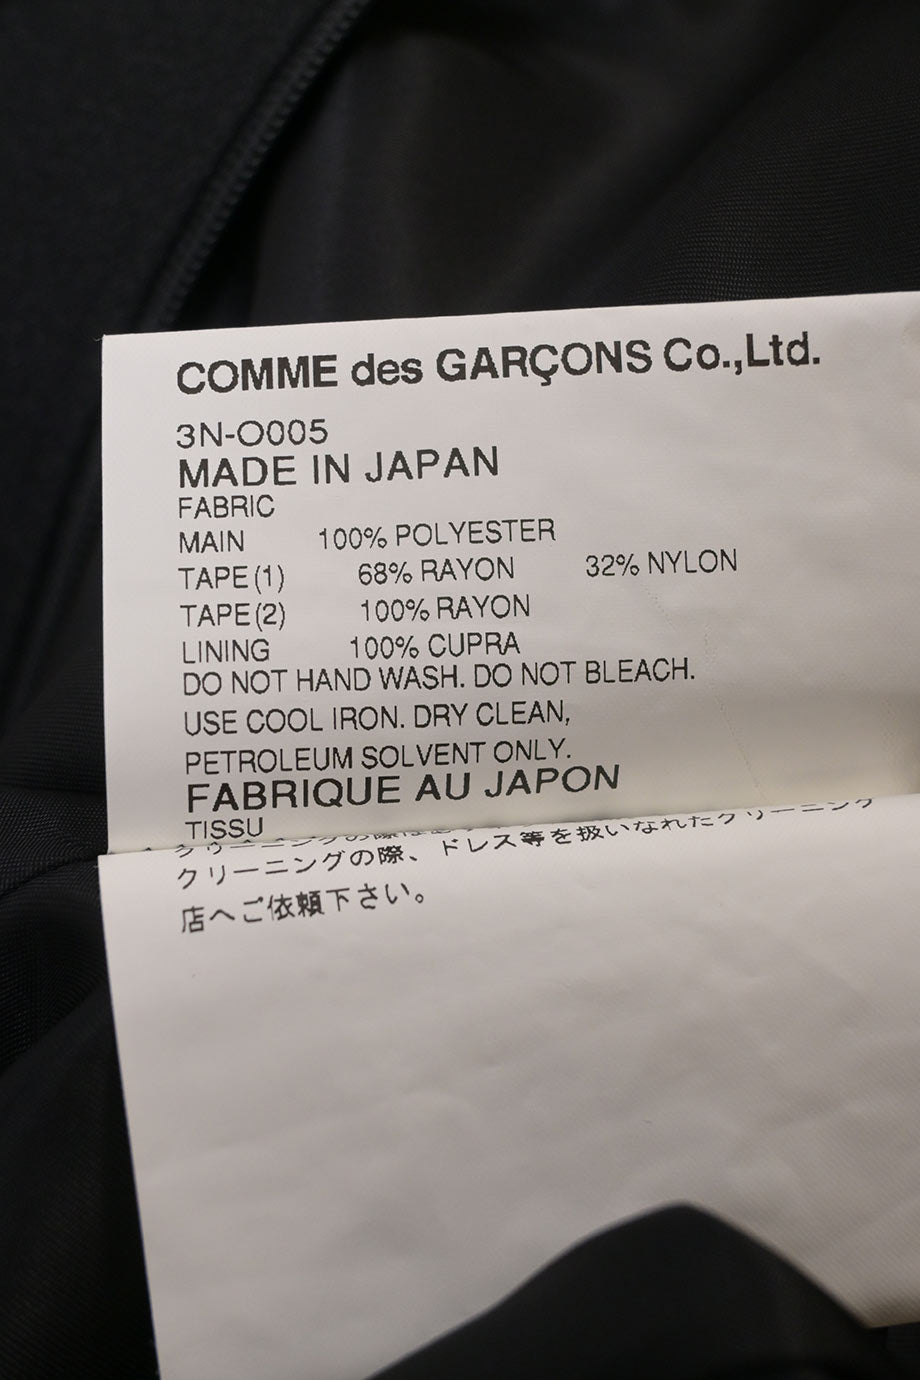 COMME des GARÇONS Co.,Ltd.
3N-O005
MADE IN JAPAN
FABRIC
MAIN 100% POLYESTER
TAPE(1) 68% RAYON 32% NYLON
TAPE(2) 100% RAYON
LINING 100% CUPRA
DO NOT HAND WASH. DO NOT BLEACH.
USE COOL IRON. DRY CLEAN,
PETROLEUM SOLVENT ONLY.
FABRIQUE AU JAPON
TISSU
クリーニングの際、ドレス等を扱いなれたクリーニング
店へご依頼下さい。